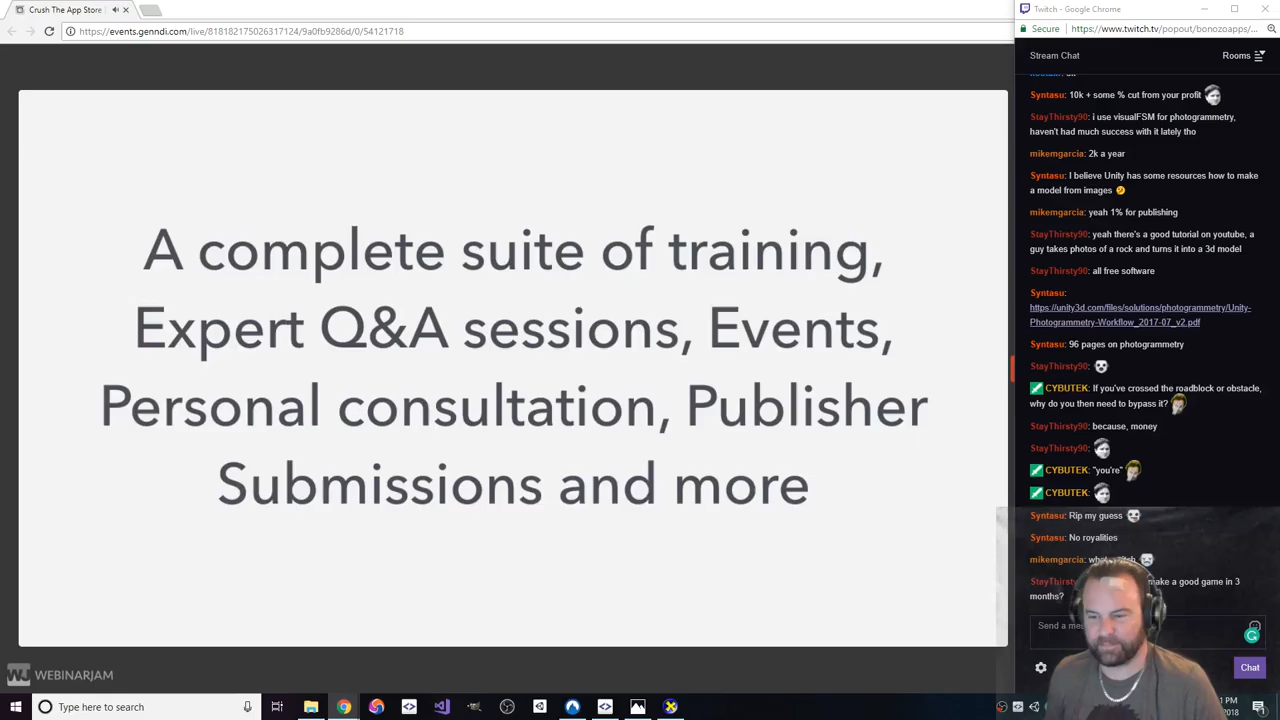 Crush The App Store
Twitch - Google Chrome
https://events.genndi.com/live/818182175026317124/9a0fb9286d/0/54121718
Secure https://www.twitch.tv/popout/bonozoapps/...
Stream Chat
Rooms
Syntasu: 10k + some % cut from your profit
StayThirsty90: i use visualFSM for photogrammetry,
haven't had much success with it lately tho
mikemgarcia: 2k a year
Syntasu: I believe Unity has some resources how to make
a model from images
mikemgarcia: yeah 1% for publishing
StayThirsty90: yeah there's a good tutorial on youtube, a
guy takes photos of a rock and turns it into a 3d model
StayThirsty90: all free software
Syntasu:
https://unity3d.com/files/solutions/photogrammetry/Unity-
Photogrammetry-Workflow_2017-07_v2.pdf
Syntasu: 96 pages on photogrammetry
StayThirsty90:
CYBUTEK: If you've crossed the roadblock or obstacle,
why do you then need to bypass it?
StayThirsty90: because, money
StayThirsty90:
CYBUTEK: "you're"
CYBUTEK:
Syntasu: Rip my guess
Syntasu: No royalities
mikemgarcia:
make a good game in 3
months?
Send a
Chat
A complete suite of training,
Expert Q&A sessions, Events,
Personal consultation, Publisher
Submissions and more
WJ WEBINARJAM
Type here to search
2018